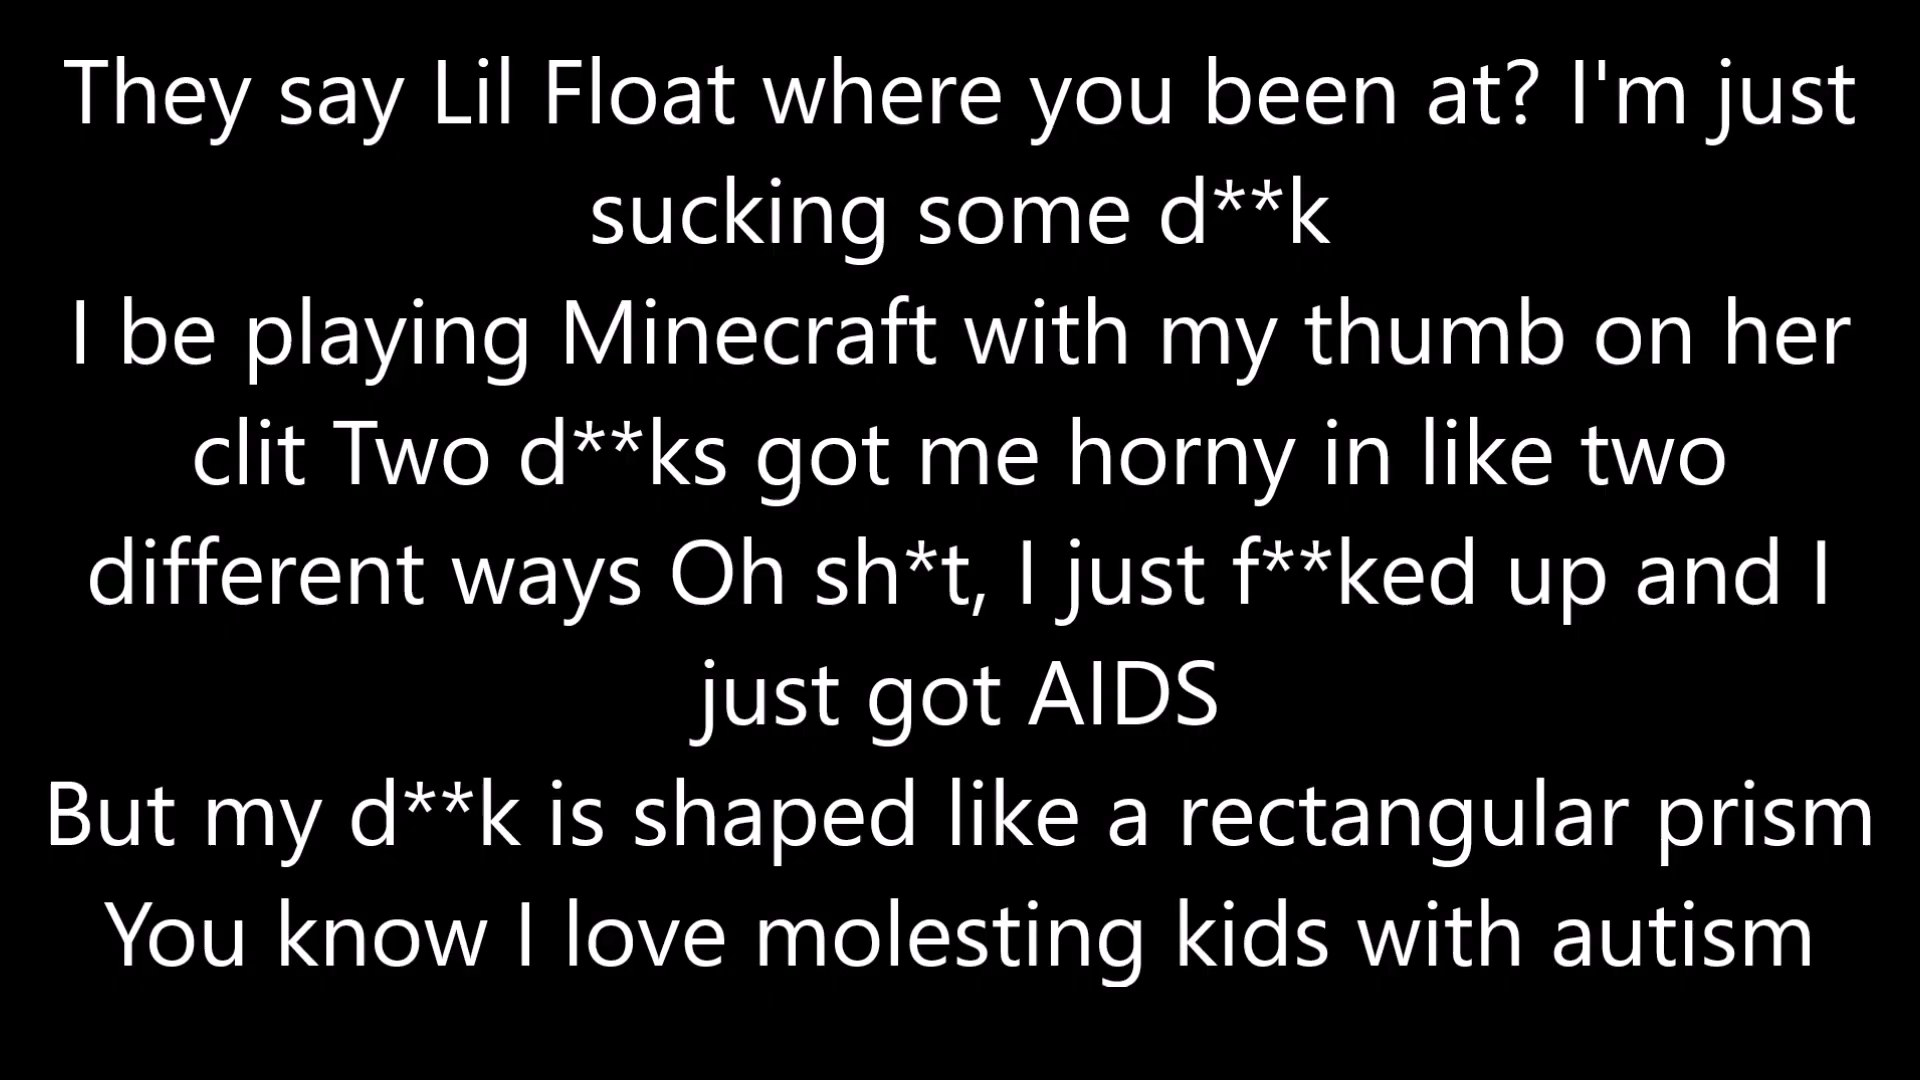 They say Lil Float where you been at? I'm just
sucking some d**k
I be playing Minecraft with my thumb on her
clit Two d**ks got me horny in like two
different ways Oh sh*t, I just f**ked up and I
just got AIDS
But my d**k is shaped like a rectangular prism
You know I love molesting kids with autism